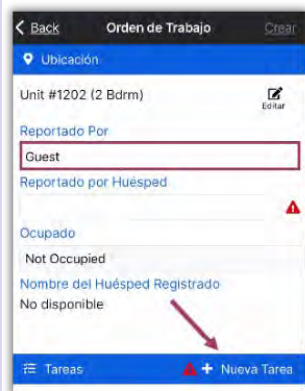 Back Orden de Trabajo Crear
Ubicación
Unit #1202 (2 Bdrm)
Editar
Reportado Por
Guest
Reportado por Huésped
Ocupado
Not Occupied
Nombre del Huésped Registrado
No disponible
Tareas + Nueva Tarea